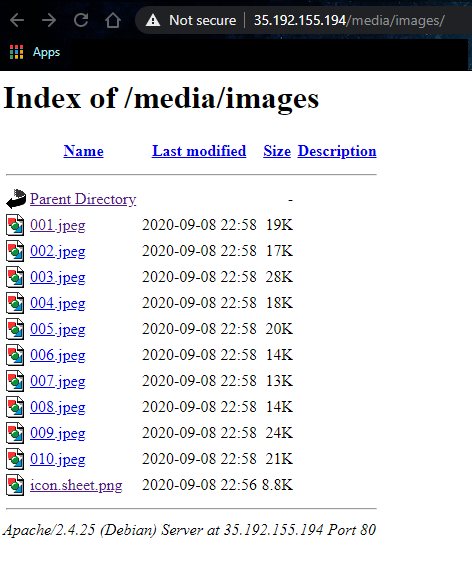 Not secure | 35.192.155.194/media/images/
Apps
Index of /media/images
Name Last modified Size Description
Parent Directory -
001.jpeg 2020-09-08 22:58 19K
002.jpeg 2020-09-08 22:58 17K
003.jpeg 2020-09-08 22:58 28K
004.jpeg 2020-09-08 22:58 18K
005.jpeg 2020-09-08 22:58 20K
006.jpeg 2020-09-08 22:58 14K
007.jpeg 2020-09-08 22:58 13K
008.jpeg 2020-09-08 22:58 14K
009.jpeg 2020-09-08 22:58 24K
010.jpeg 2020-09-08 22:58 21K
icon.sheet.png 2020-09-08 22:56 8.8K
Apache/2.4.25 (Debian) Server at 35.192.155.194 Port 80